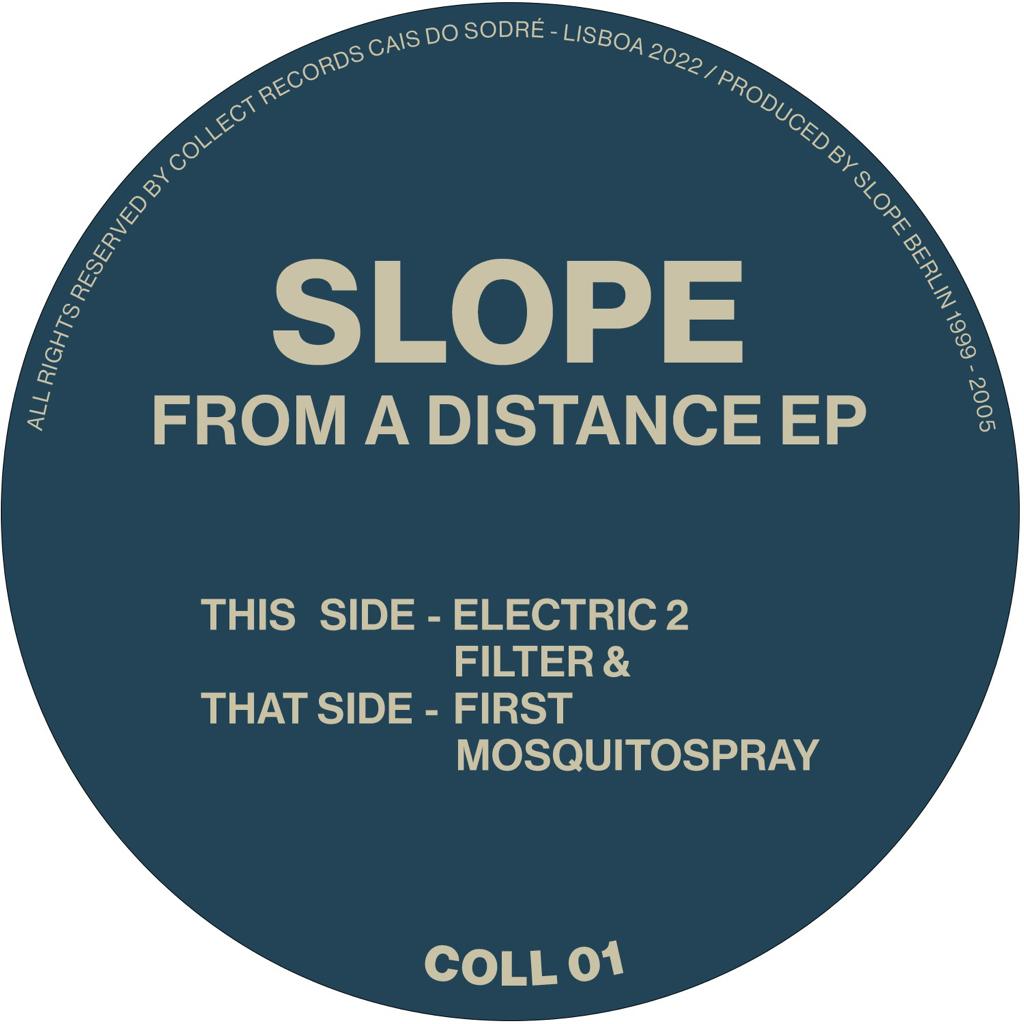 ALL RIGHTS RESERVED BY COLLECT RECORDS CAIS DO SODRÉ - LISBOA 2022 / PRODUCED BY SLOPE BERLIN 1999 - 2005
SLOPE
FROM A DISTANCE EP
THIS SIDE - ELECTRIC 2
FILTER &
THAT SIDE - FIRST
MOSQUITOSPRAY
COLL 01